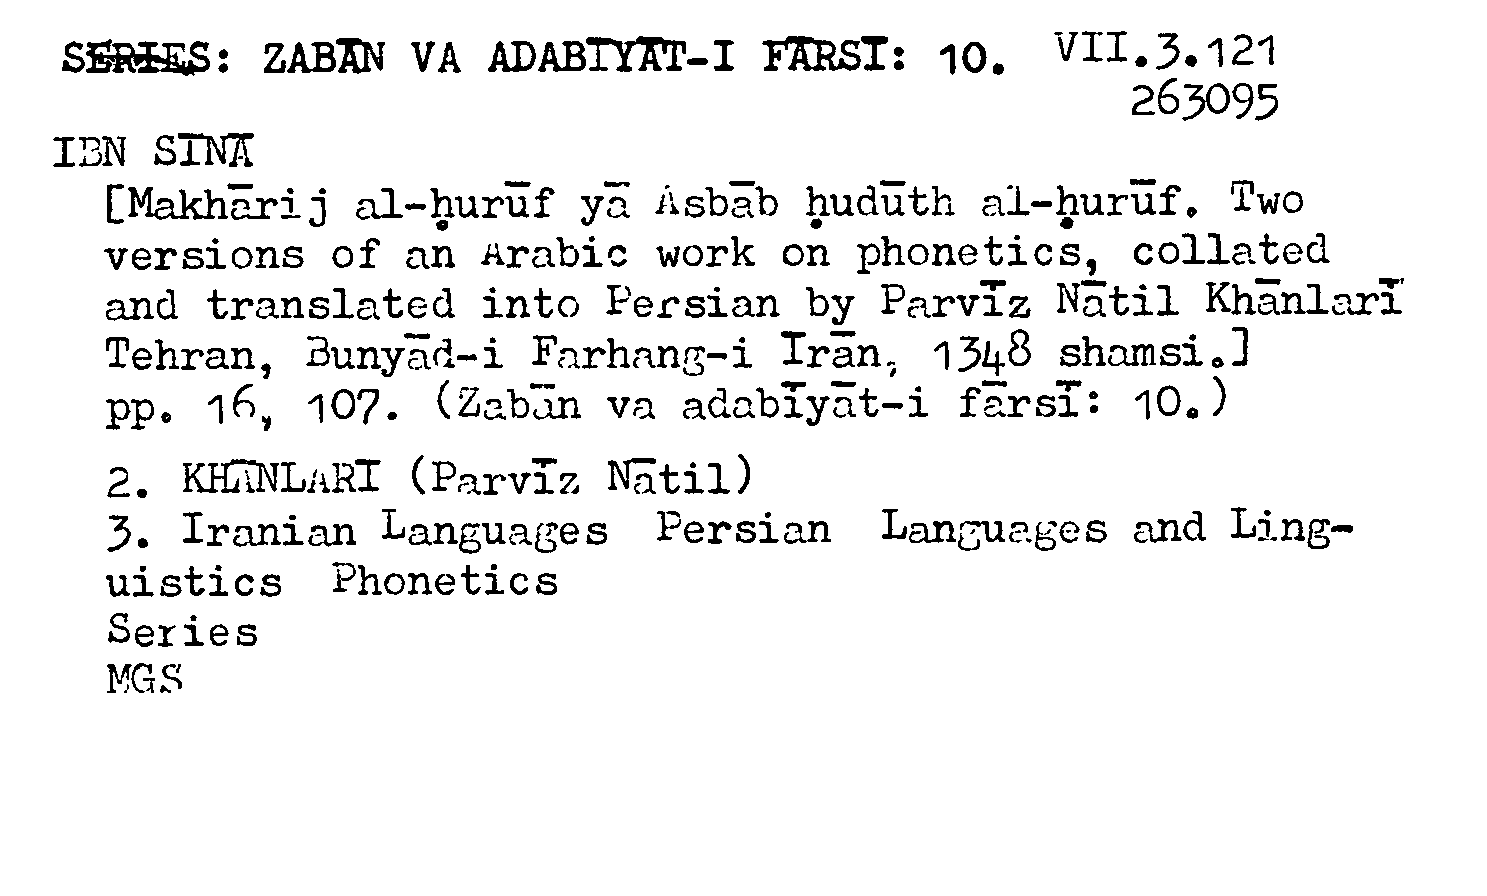 SERIES: ZABĀN VA ADABĪYĀT-I FĀRSĪ: 10. VII.3.121
263095
IBN SĪNĀ
[Makhārij al-ḥurūf yā Asbāb ḥudūth al-ḥurūf. Two
versions of an Arabic work on phonetics, collated
and translated into Persian by Parvīz Nātil Khānlarī
Tehran, Bunyād-i Farhang-i Īrān, 1348 shamsi.]
pp. 16, 107. (Zabān va adabīyāt-i fārsī: 10.)
2. KHĀNLARĪ (Parvīz Nātil)
3. Iranian Languages Persian Languages and Ling-
uistics Phonetics
Series
MGS